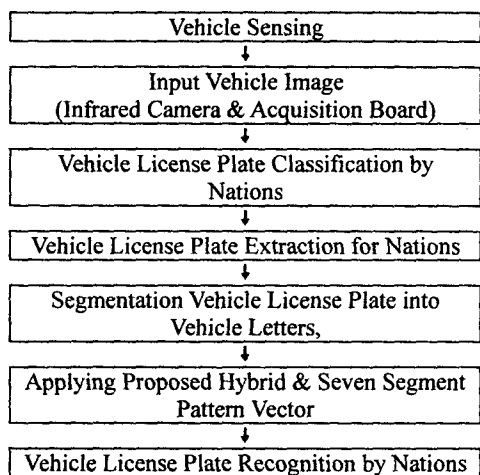 Vehicle Sensing
Input Vehicle Image
(Infrared Camera & Acquisition Board)
Vehicle License Plate Classification by
Nations
Vehicle License Plate Extraction for Nations
Segmentation Vehicle License Plate into
Vehicle Letters,
Applying Proposed Hybrid & Seven Segment
Pattern Vector
Vehicle License Plate Recognition by Nations